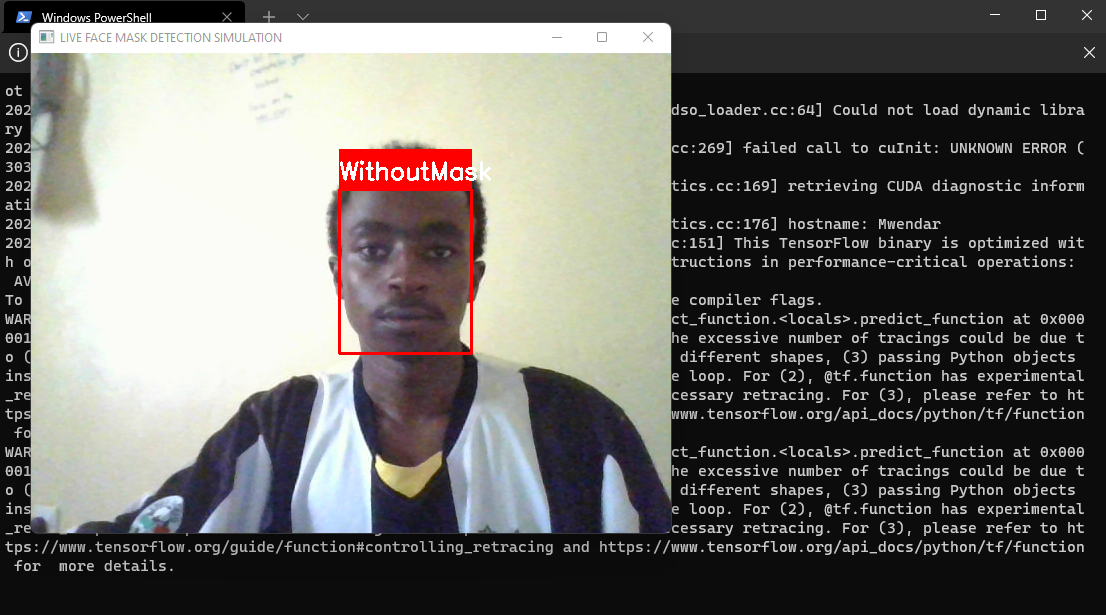 Windows PowerShell
LIVE FACE MASK DETECTION SIMULATION
WithoutMask
ot
202 dso_loader.cc:64] Could not load dynamic libra
ry
202 cc:269] failed call to cuInit: UNKNOWN ERROR (
303
202 tics.cc:169] retrieving CUDA diagnostic inform
ati
202 tics.cc:176] hostname: Mwendar
202 c:151] This TensorFlow binary is optimized wit
h o tructions in performance-critical operations:
AV
To e compiler flags.
WAR ct_function.<locals>.predict_function at 0x000
001 he excessive number of tracings could be due t
o ( different shapes, (3) passing Python objects
ins e loop. For (2), @tf.function has experimental
_re cessary retracing. For (3), please refer to ht
tps www.tensorflow.org/api_docs/python/tf/function
fo
WAR ct_function.<locals>.predict_function at 0x000
001 he excessive number of tracings could be due t
o ( different shapes, (3) passing Python objects
ins e loop. For (2), @tf.function has experimental
_re cessary retracing. For (3), please refer to ht
tps://www.tensorflow.org/guide/function#controlling_retracing and https://www.tensorflow.org/api_docs/python/tf/function
for  more details.